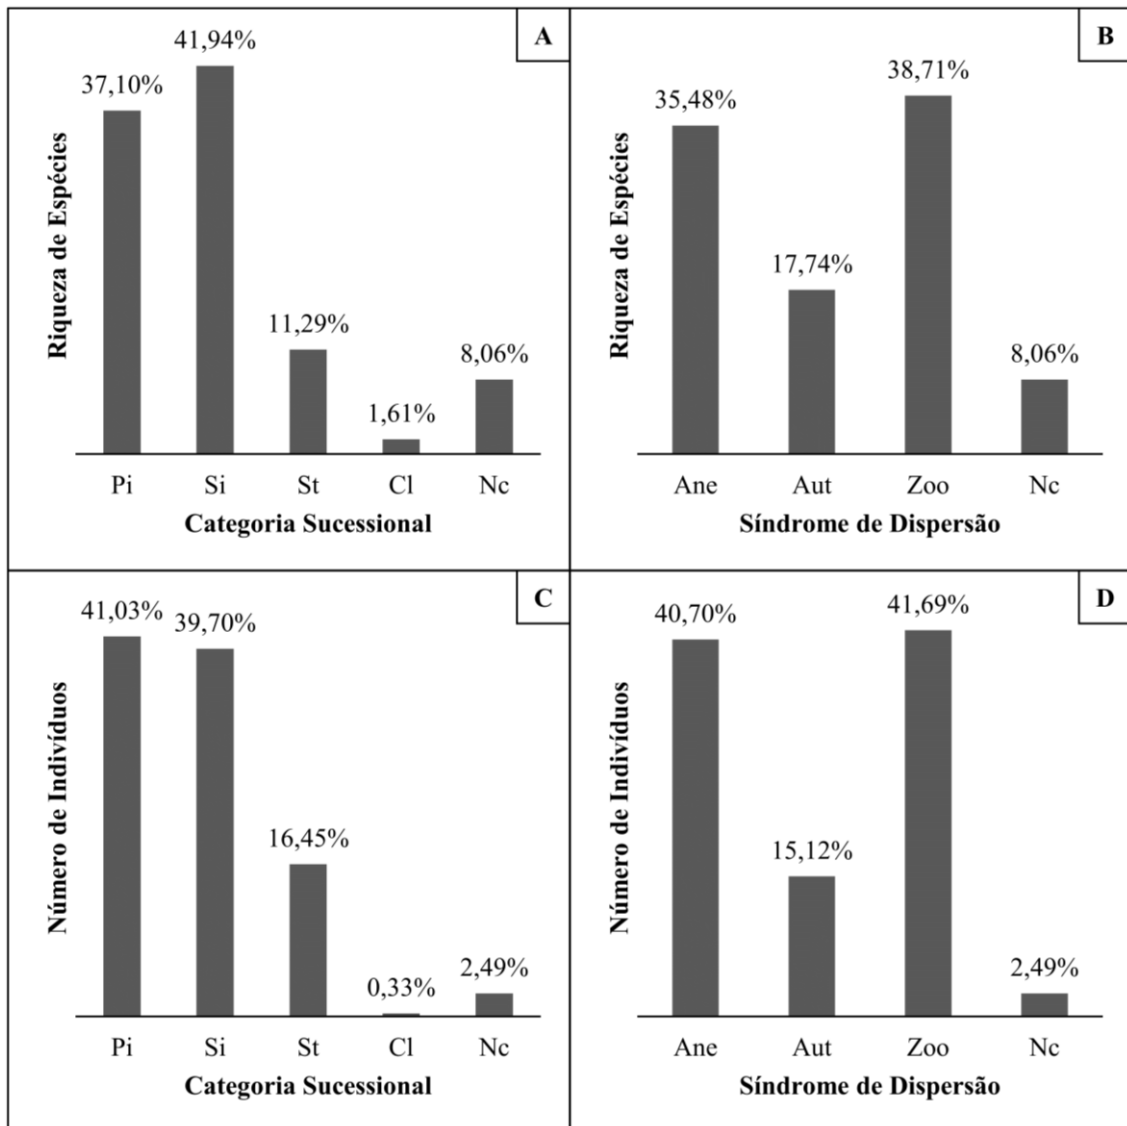 A
Riqueza de Espécies
37,10%
41,94%
11,29%
1,61%
8,06%
Pi Si St Cl Nc
Categoria Sucessional
B
Riqueza de Espécies
35,48%
17,74%
38,71%
8,06%
Ane Aut Zoo Nc
Síndrome de Dispersão
C
Número de Indivíduos
41,03%
39,70%
16,45%
0,33%
2,49%
Pi Si St Cl Nc
Categoria Sucessional
D
Número de Indivíduos
40,70%
15,12%
41,69%
2,49%
Ane Aut Zoo Nc
Síndrome de Dispersão